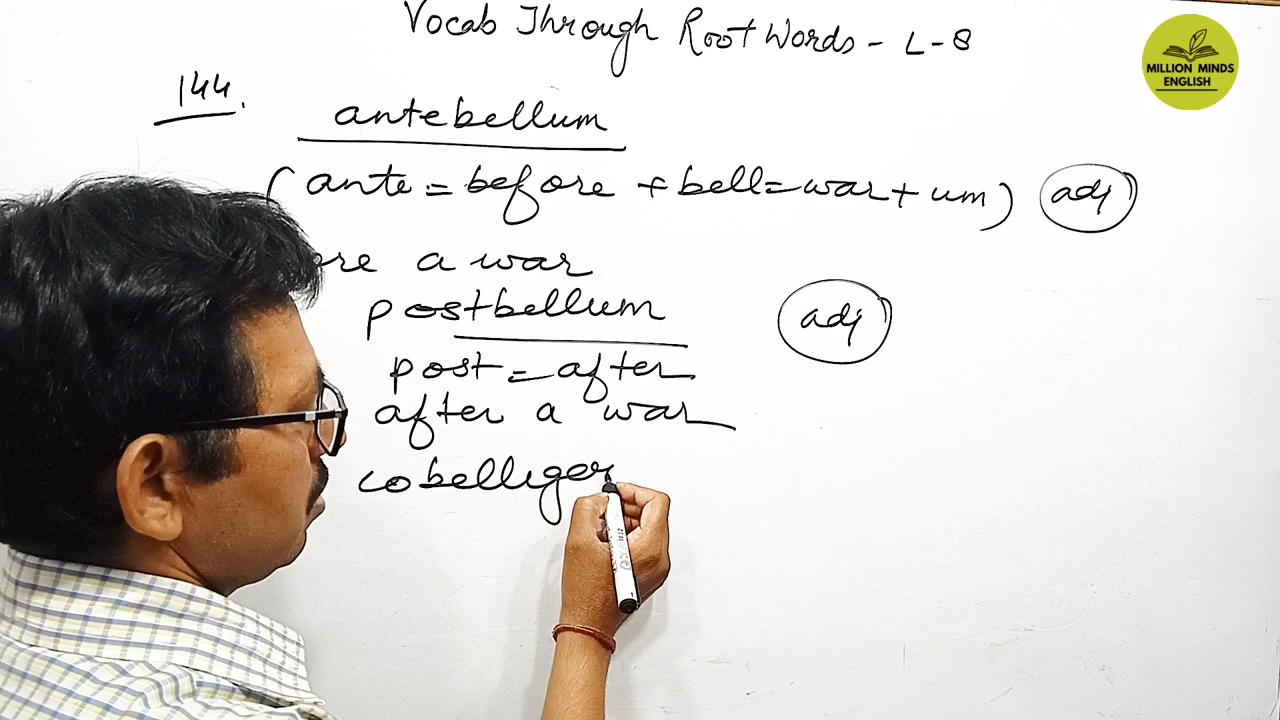 Vocab Through Root Words - L-8
MILLION MINDS
ENGLISH
144.
antebellum
(ante = before + bell = war + um) adj
a war
postbellum adj
post = after
after a war
cobelliger